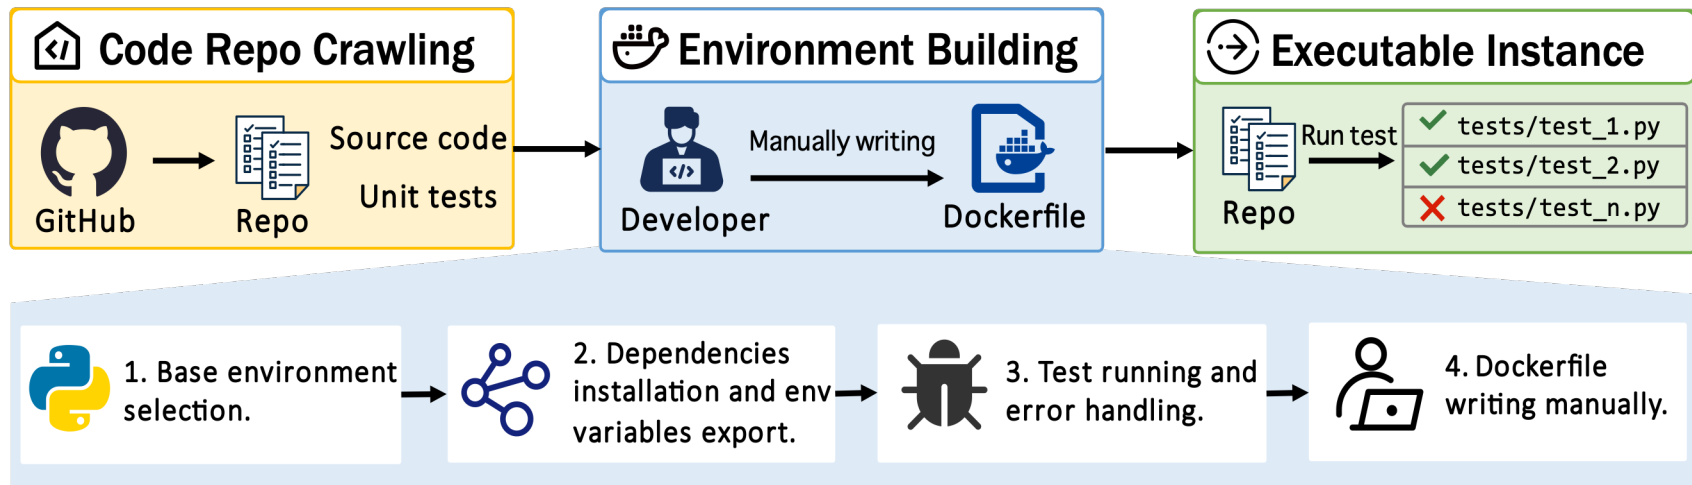 Code Repo Crawling
GitHub
Repo
Source code
Unit tests
Environment Building
Developer
Manually writing
Dockerfile
Executable Instance
Repo
Run test
tests/test_1.py
tests/test_2.py
tests/test_n.py
1. Base environment
selection.
2. Dependencies
installation and env
variables export.
3. Test running and
error handling.
4. Dockerfile
writing manually.